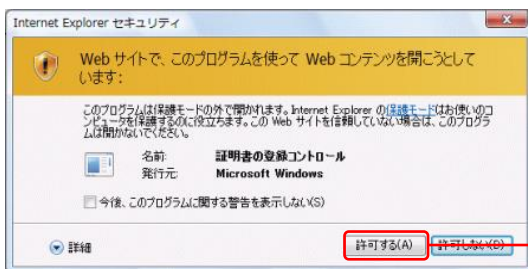 Internet Explorer セキュリティ
Web サイトで、このプログラムを使って Web コンテンツを開こうとして
います:
このプログラムは保護モードの外で開かれます。Internet Explorer の保護モードはお使いのコ
ンピュータを保護するのに役立ちます。この Web サイトを信頼していない場合は、このプログラ
ムは開かないでください。
名前: 証明書の登録コントロール
発行元: Microsoft Windows
今後、このプログラムに関する警告を表示しない(S)
詳細
許可する(A) 許可しない(D)